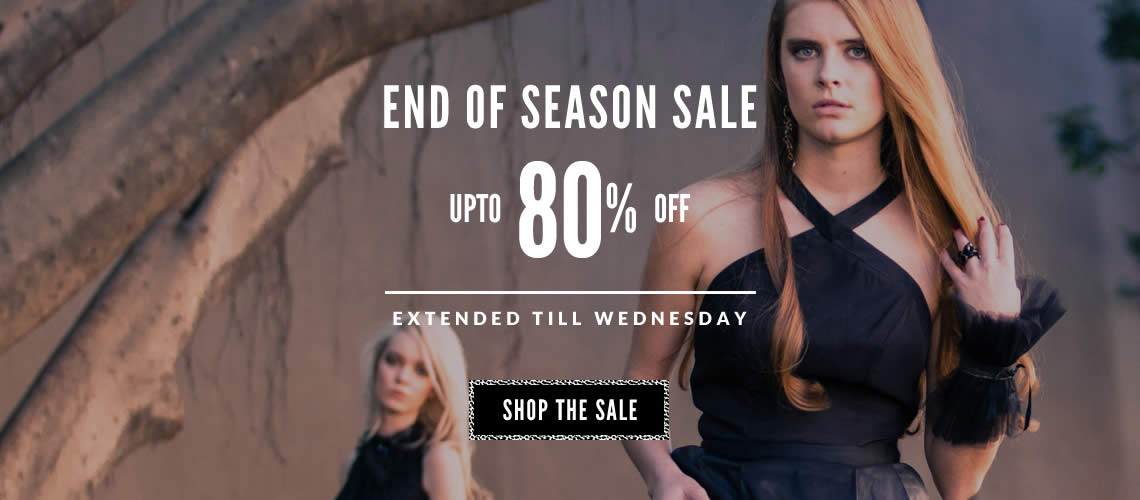 END OF SEASON SALE
UPTO 80% OFF
EXTENDED TILL WEDNESDAY
SHOP THE SALE